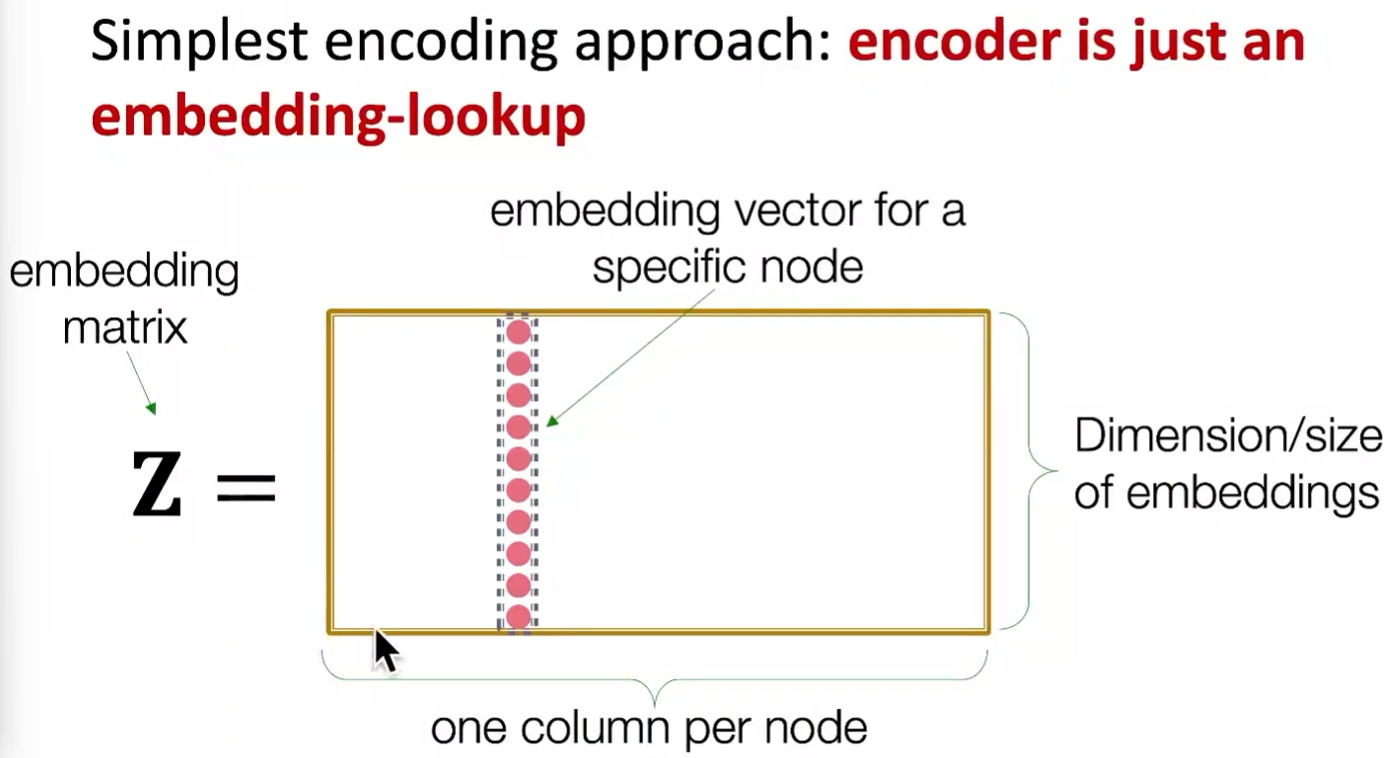 Simplest encoding approach: encoder is just an
embedding-lookup
embedding vector for a
specific node
embedding
matrix
Z =
Dimension/size
of embeddings
one column per node